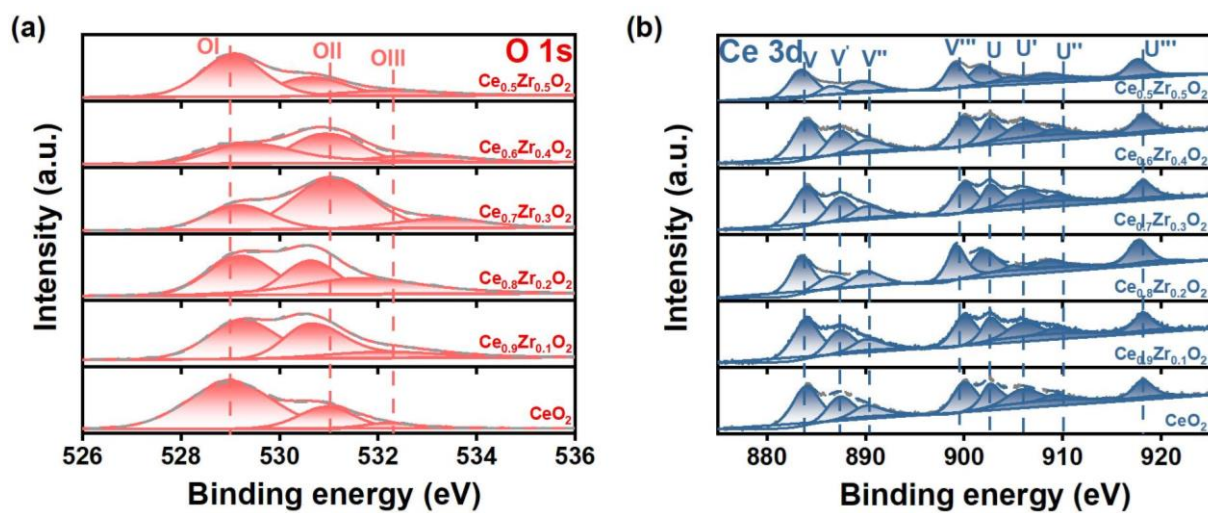 (a)
O 1s
OI
OII
OIII
Ce0.5Zr0.5O2
Ce0.6Zr0.4O2
Ce0.7Zr0.3O2
Ce0.8Zr0.2O2
Ce0.9Zr0.1O2
CeO2
Intensity (a.u.)
526 528 530 532 534 536
Binding energy (eV)
(b)
Ce 3d
V V' V'' V''' U U' U'' U'''
Ce0.5Zr0.5O2
Ce0.6Zr0.4O2
Ce0.7Zr0.3O2
Ce0.8Zr0.2O2
Ce0.9Zr0.1O2
CeO2
Intensity (a.u.)
880 890 900 910 920
Binding energy (eV)